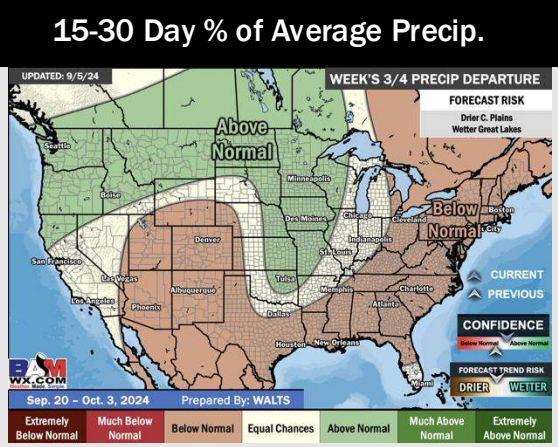 15-30 Day % of Average Precip.
UPDATED: 9/5/24
WEEK'S 3/4 PRECIP DEPARTURE
FORECAST RISK
Drier C. Plains
Wetter Great Lakes
Above
Normal
Seattle
Minneapolis
Boise
Des Moines
Chicago
Cleveland
Below
Normal
Boston
City
Indianapolis
Denver
San Francisco
St. Louis
Las Vegas
Tulsa
CURRENT
PREVIOUS
Los Angeles
Albuquerque
Memphis
Charlotte
Phoenix
Atlanta
Dallas
CONFIDENCE
Below Normal
Above Normal
Houston
New Orleans
FORECAST TREND RISK
DRIER
WETTER
Miami
BAM
WX.COM
Weather Made Simple
Sep. 20 – Oct. 3, 2024
Prepared By: WALTS
Extremely
Below Normal
Much Below
Normal
Below Normal
Equal Chances
Above Normal
Much Above
Normal
Extremely
Above Normal